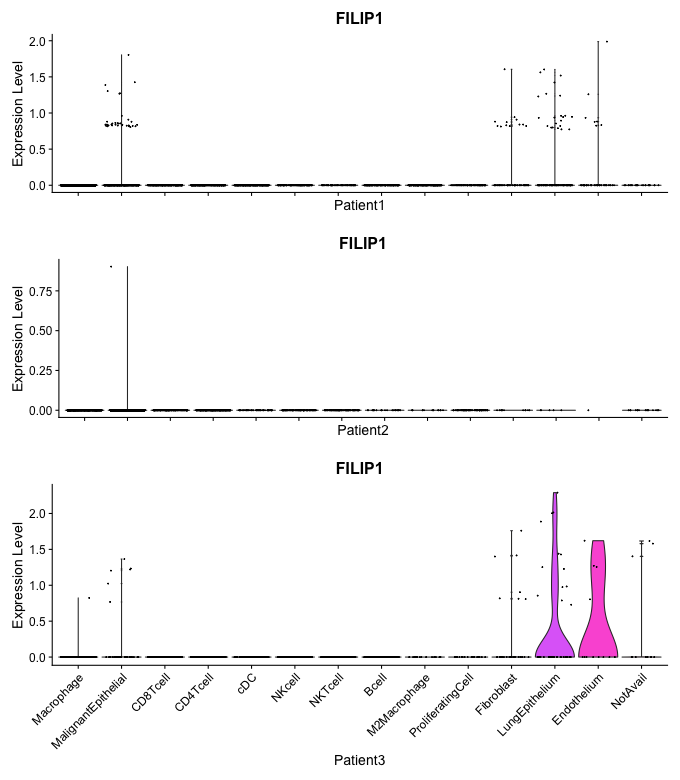 FILIP1
Expression Level
2.0
1.5
1.0
0.5
0.0
Patient1
FILIP1
Expression Level
0.75
0.50
0.25
0.00
Patient2
FILIP1
Expression Level
2.0
1.5
1.0
0.5
0.0
Macrophage
MalignantEpithelial
CD8Tcell
CD4Tcell
cDC
NKcell
NKTcell
Bcell
M2Macrophage
ProliferatingCell
Fibroblast
LungEpithelium
Endothelium
NotAvail
Patient3